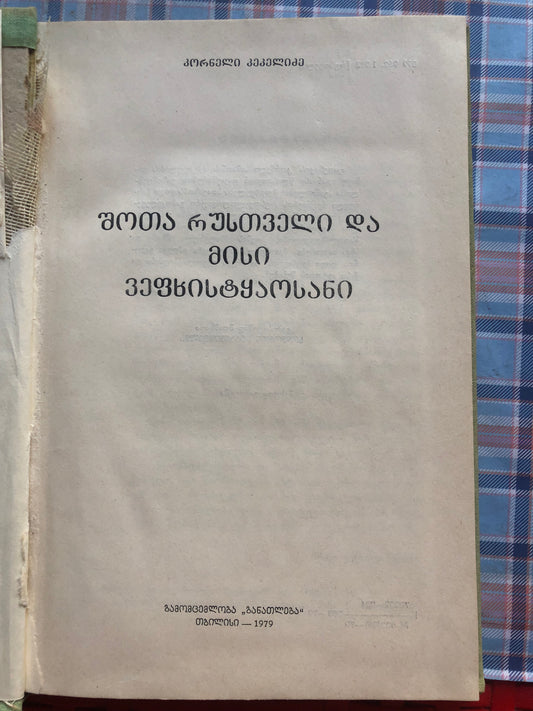 კორნელი კეკელიძე
შოთა რუსთველი და
მისი
ვეფხისტყაოსანი
გამომცემლობა „განათლება“
თბილისი — 1979